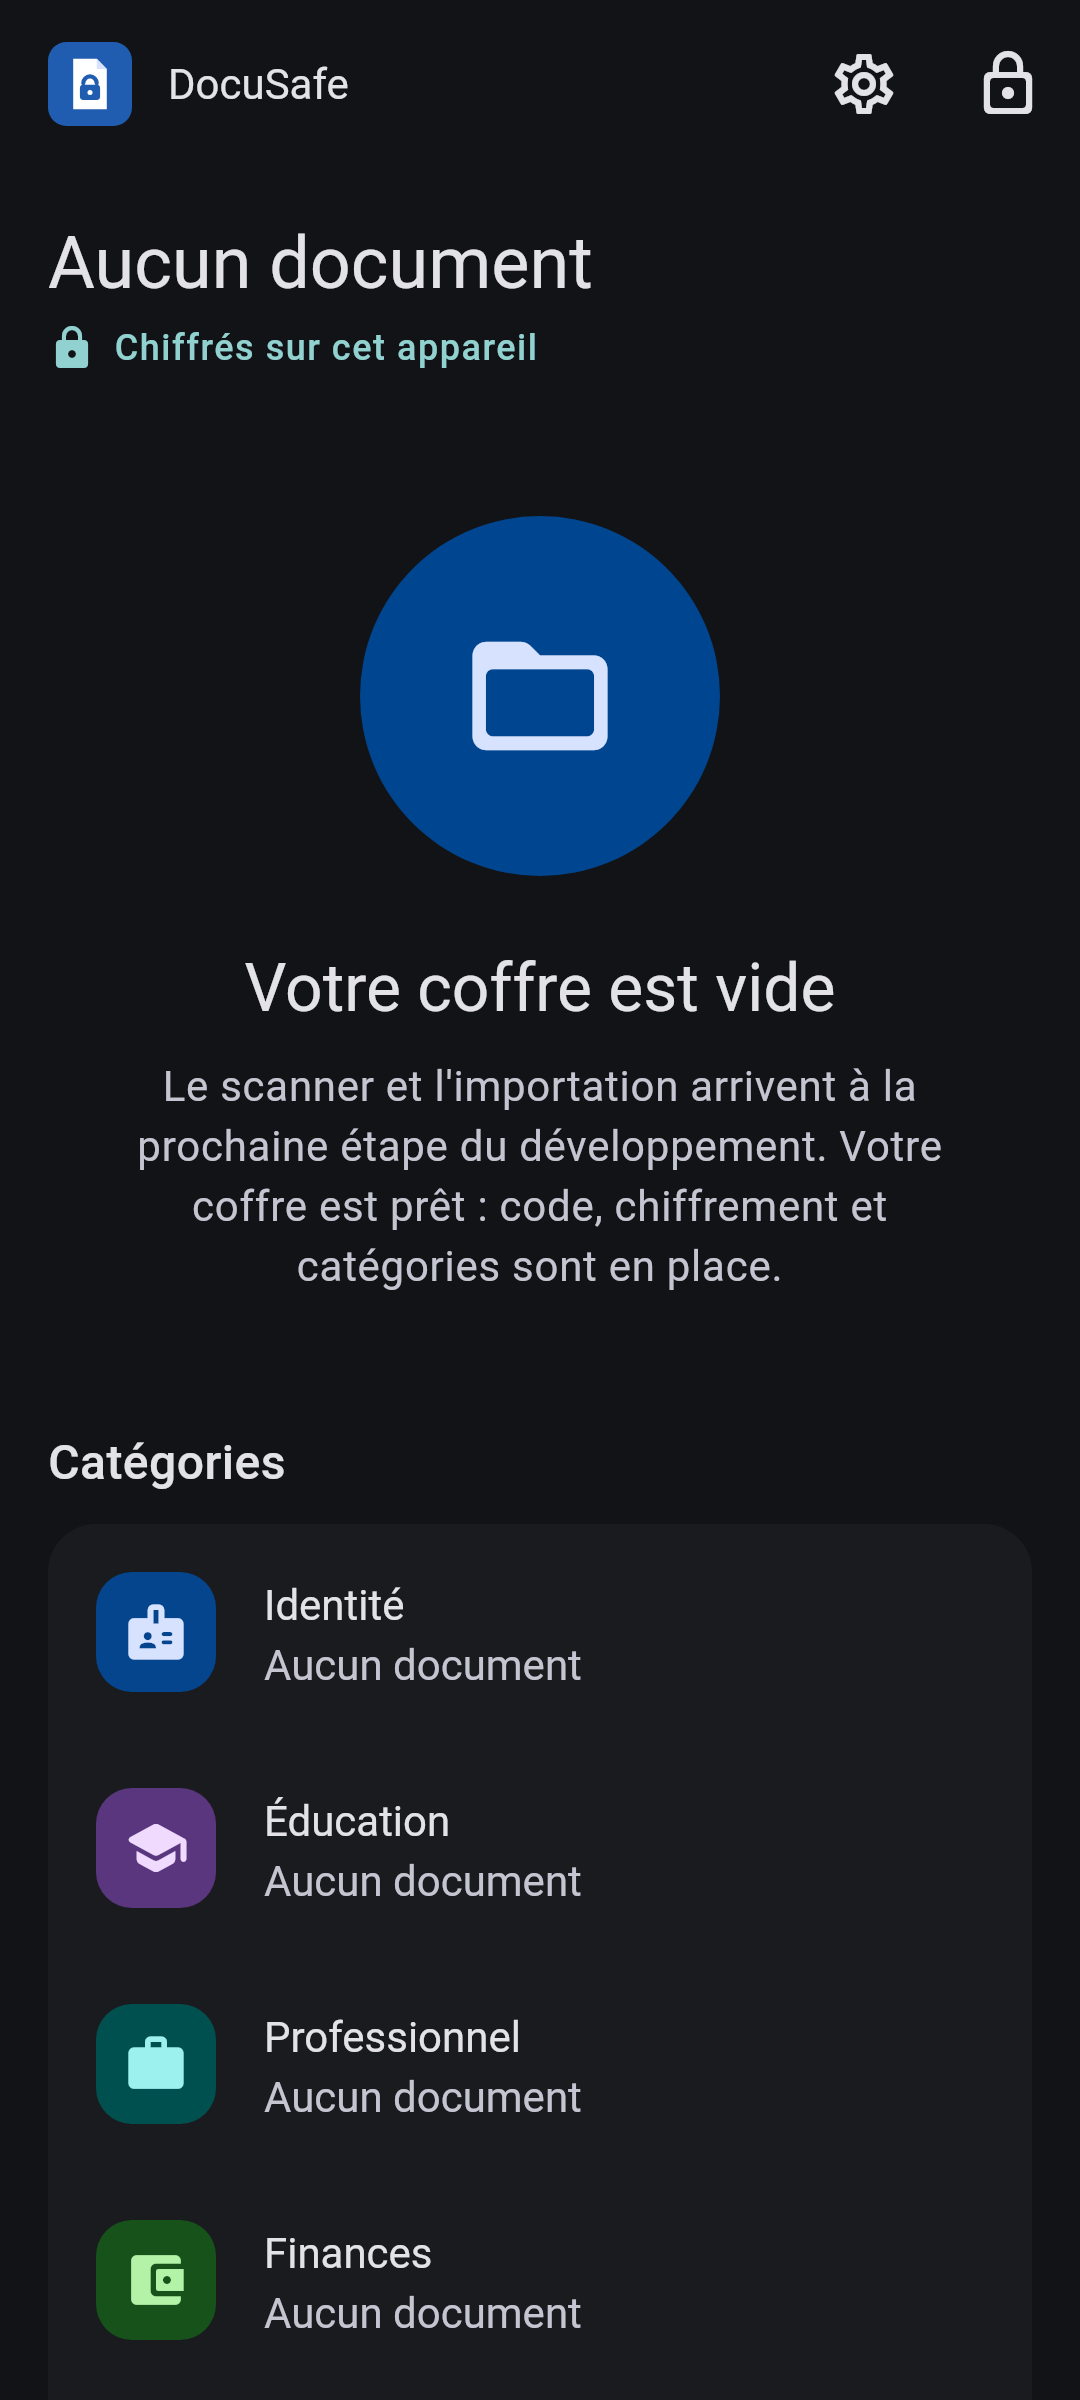 DocuSafe
Aucun document
Chiffrés sur cet appareil
Votre coffre est vide
Le scanner et l'importation arrivent à la
prochaine étape du développement. Votre
coffre est prêt : code, chiffrement et
catégories sont en place.
Catégories
Identité
Aucun document
Éducation
Aucun document
Professionnel
Aucun document
Finances
Aucun document